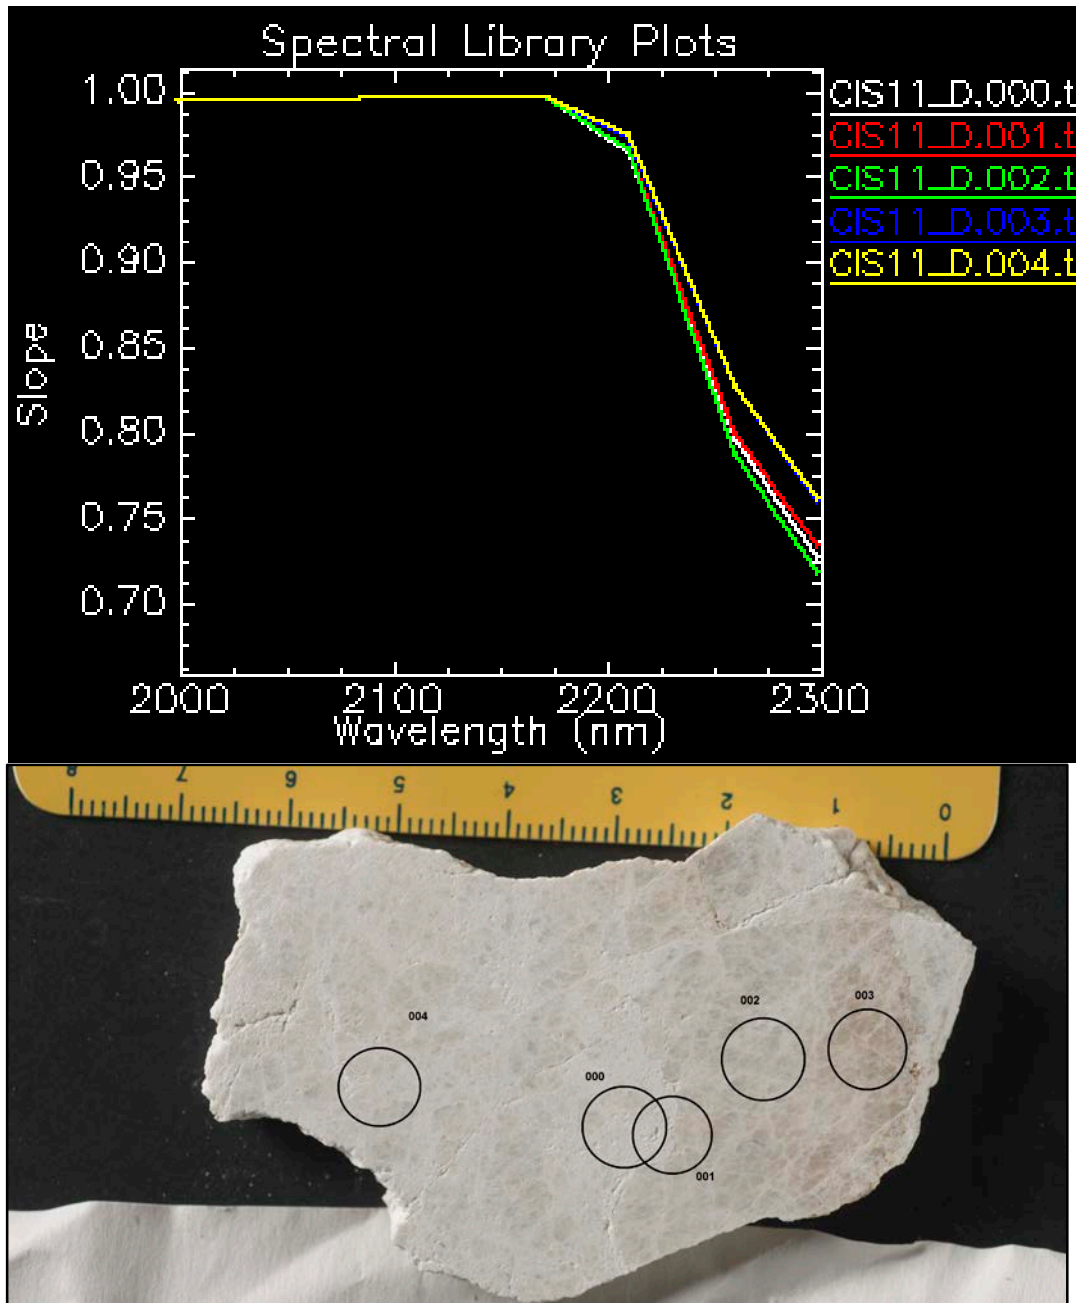 Spectral Library Plots
1.00
0.95
0.90
0.85
0.80
0.75
0.70
Slope
2000 2100 2200 2300
Wavelength (nm)
CIS11_D.000.t
CIS11_D.001.t
CIS11_D.002.t
CIS11_D.003.t
CIS11_D.004.t
8 7 6 5 4 3 2 1 0
004
002
003
000
001